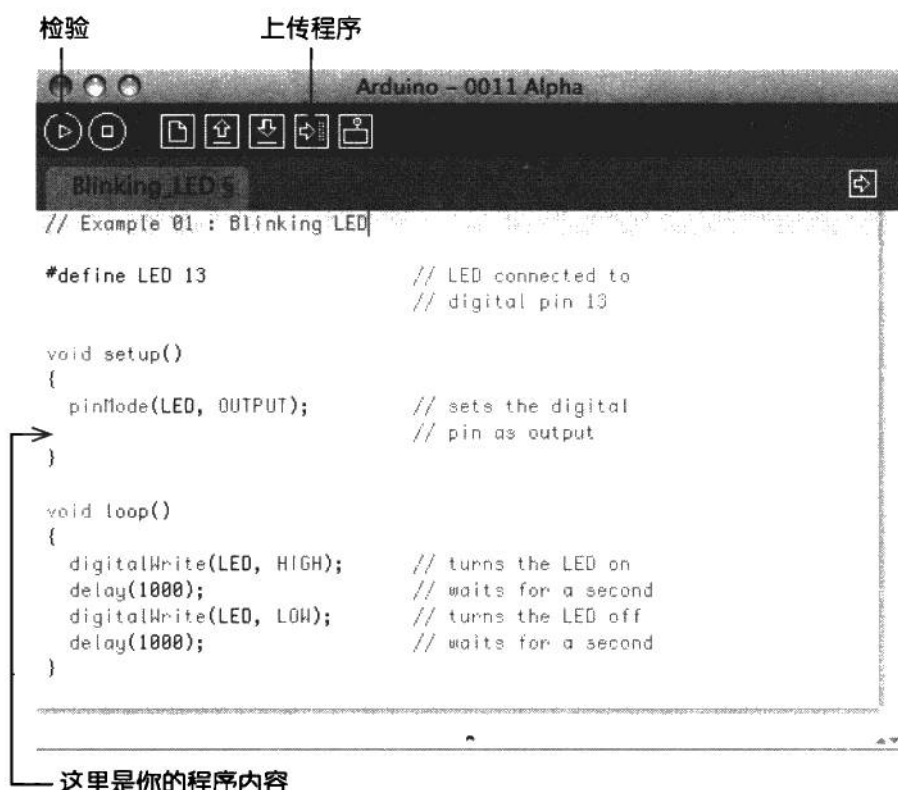 检验 上传程序
Arduino – 0011 Alpha
Blinking_LED §
// Example 01 : Blinking LED
#define LED 13 // LED connected to
// digital pin 13
void setup()
{
pinMode(LED, OUTPUT); // sets the digital
// pin as output
}
void loop()
{
digitalWrite(LED, HIGH); // turns the LED on
delay(1000); // waits for a second
digitalWrite(LED, LOW); // turns the LED off
delay(1000); // waits for a second
}
这里是你的程序内容